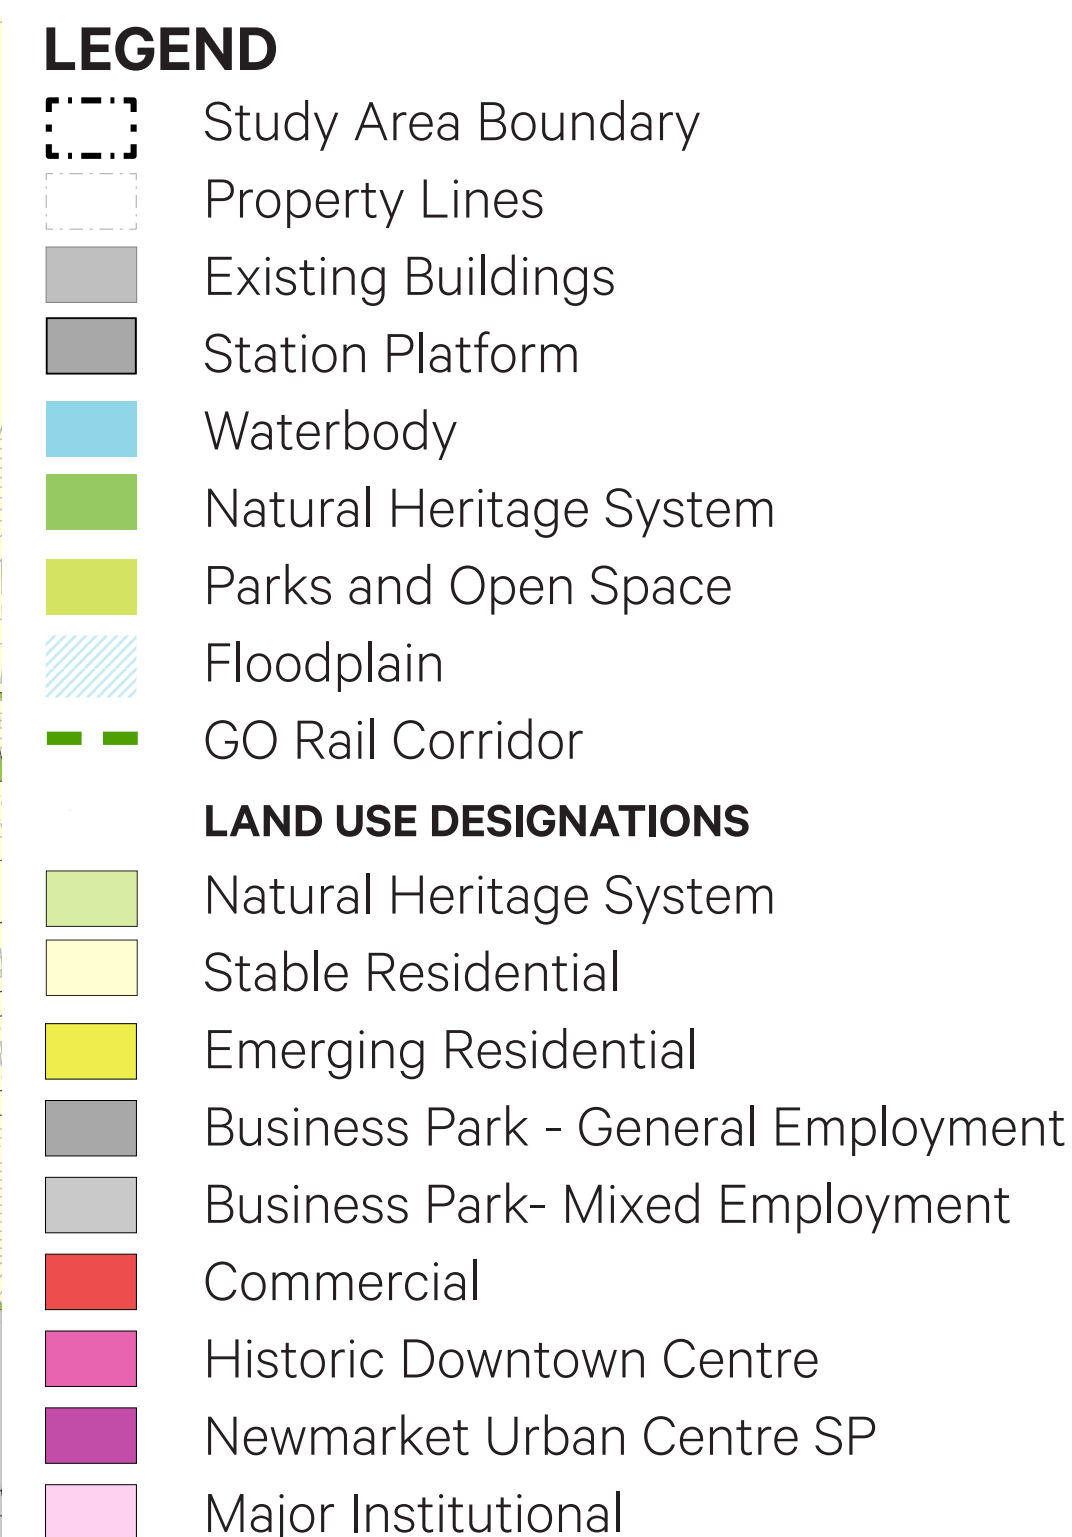 LEGEND
Study Area Boundary
Property Lines
Existing Buildings
Station Platform
Waterbody
Natural Heritage System
Parks and Open Space
Floodplain
GO Rail Corridor
LAND USE DESIGNATIONS
Natural Heritage System
Stable Residential
Emerging Residential
Business Park - General Employment
Business Park- Mixed Employment
Commercial
Historic Downtown Centre
Newmarket Urban Centre SP
Major Institutional